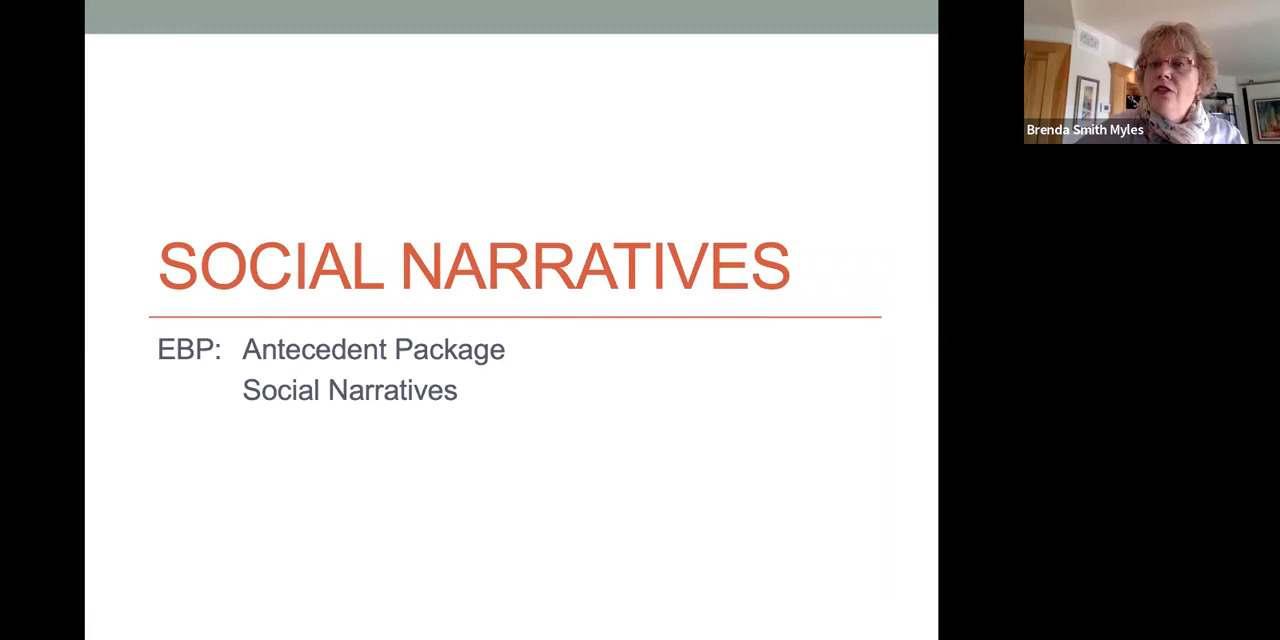 SOCIAL NARRATIVES
EBP: Antecedent Package
Social Narratives
Brenda Smith Myles